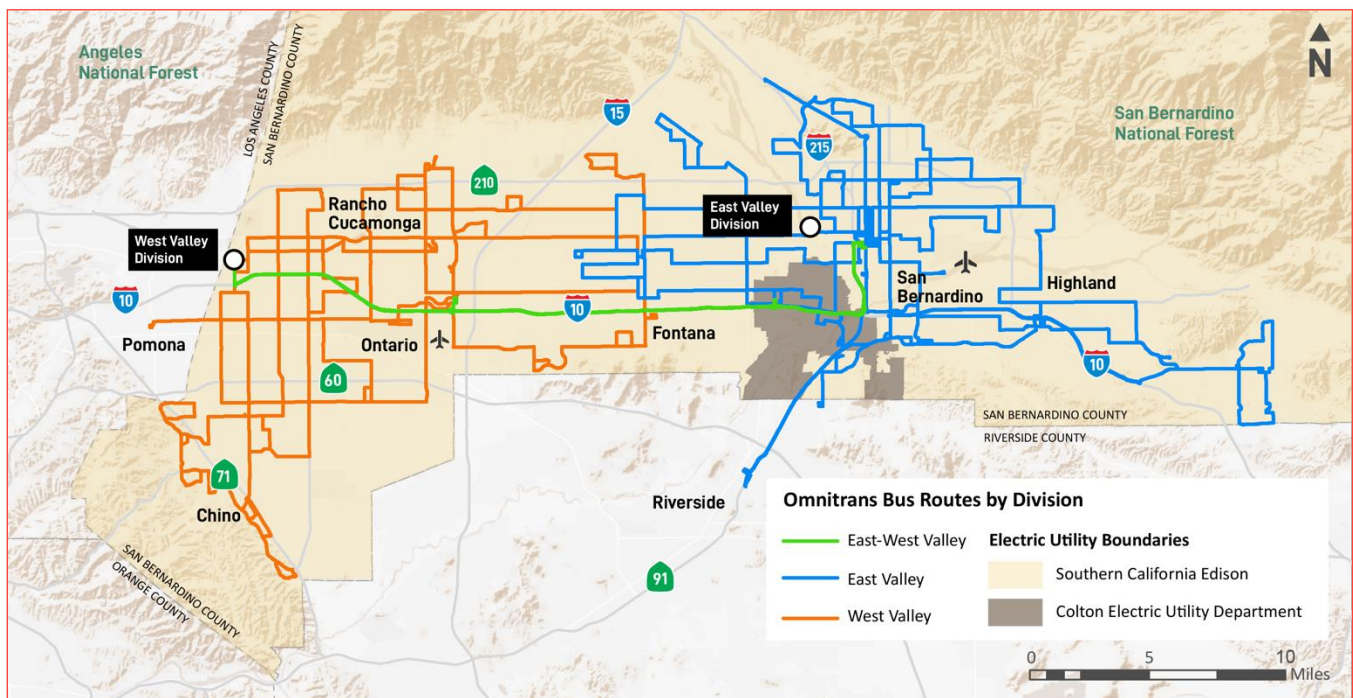 Angeles
National Forest
LOS ANGELES COUNTY
SAN BERNARDINO COUNTY
15
N
San Bernardino
National Forest
215
210
Rancho
Cucamonga
East Valley
Division
West Valley
Division
10
San
Bernardino
Highland
10
Pomona
Ontario
Fontana
60
10
SAN BERNARDINO COUNTY
RIVERSIDE COUNTY
71
Chino
Riverside
SAN BERNARDINO COUNTY
ORANGE COUNTY
91
Omnitrans Bus Routes by Division
East-West Valley
East Valley
West Valley
Electric Utility Boundaries
Southern California Edison
Colton Electric Utility Department
0 5 10
Miles